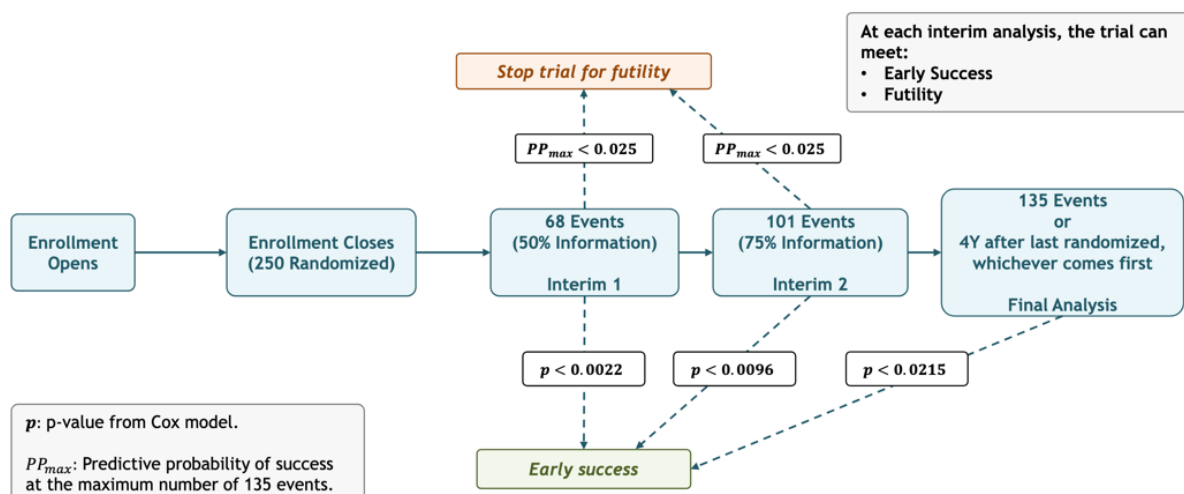 At each interim analysis, the trial can
meet:
• Early Success
• Futility
Stop trial for futility
PPmax < 0.025
PPmax < 0.025
Enrollment
Opens
Enrollment Closes
(250 Randomized)
68 Events
(50% Information)
Interim 1
101 Events
(75% Information)
Interim 2
135 Events
or
4Y after last randomized,
whichever comes first
Final Analysis
p < 0.0022
p < 0.0096
p < 0.0215
Early success
p: p-value from Cox model.
PPmax: Predictive probability of success
at the maximum number of 135 events.